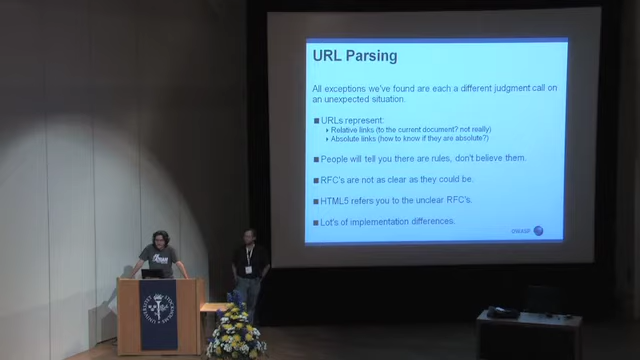 URL Parsing
All exceptions we've found are each a different judgment call on
an unexpected situation.
URLs represent:
Relative links (to the current document? not really)
Absolute links (how to know if they are absolute?)
People will tell you there are rules, don't believe them.
RFC's are not as clear as they could be.
HTML5 refers you to the unclear RFC's.
Lot's of implementation differences.